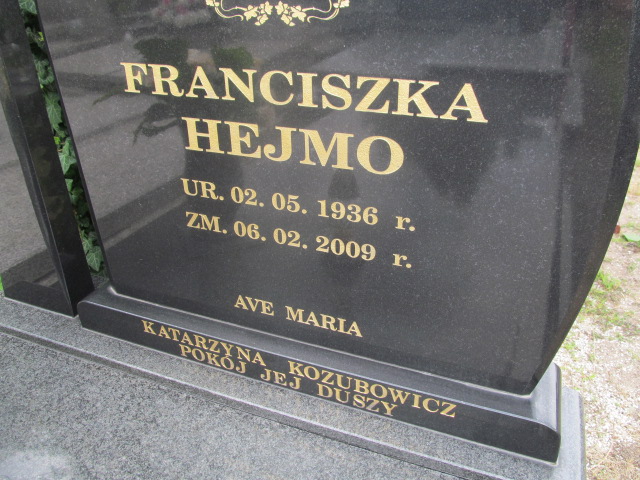 FRANCISZKA
HEJMO
UR. 02. 05. 1936 r.
ZM. 06. 02. 2009 r.
AVE MARIA
KATARZYNA KOZUBOWICZ
POKÓJ JEJ DUSZY